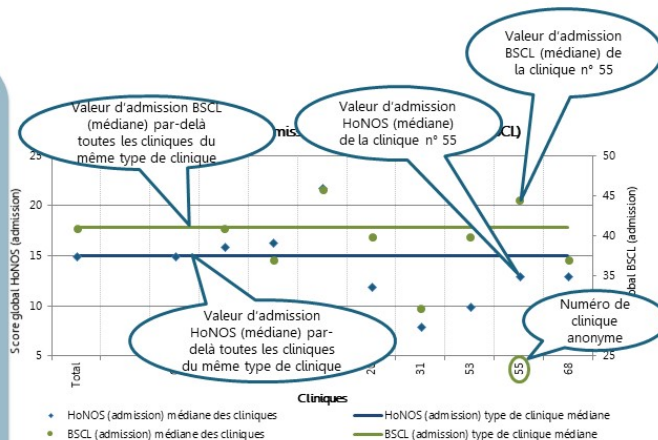 Valeur d'admission
BSCL (médiane) de
la clinique n° 55
Valeur d'admission BSCL
(médiane) par-delà
toutes les cliniques du
même type de clinique
Valeur d'admission
HoNOS (médiane)
de la clinique n° 55
25
20
15
10
5
Score global HoNOS (admission)
50
45
40
35
25
BSCL (admission)
Valeur d'admission
HoNOS (médiane) par-
delà toutes les cliniques
du même type de clinique
Numéro de
clinique
anonyme
Total
31
53
55
68
Cliniques
HoNOS (admission) médiane des cliniques
HoNOS (admission) type de clinique médiane
BSCL (admission) médiane des cliniques
BSCL (admission) type de clinique médiane